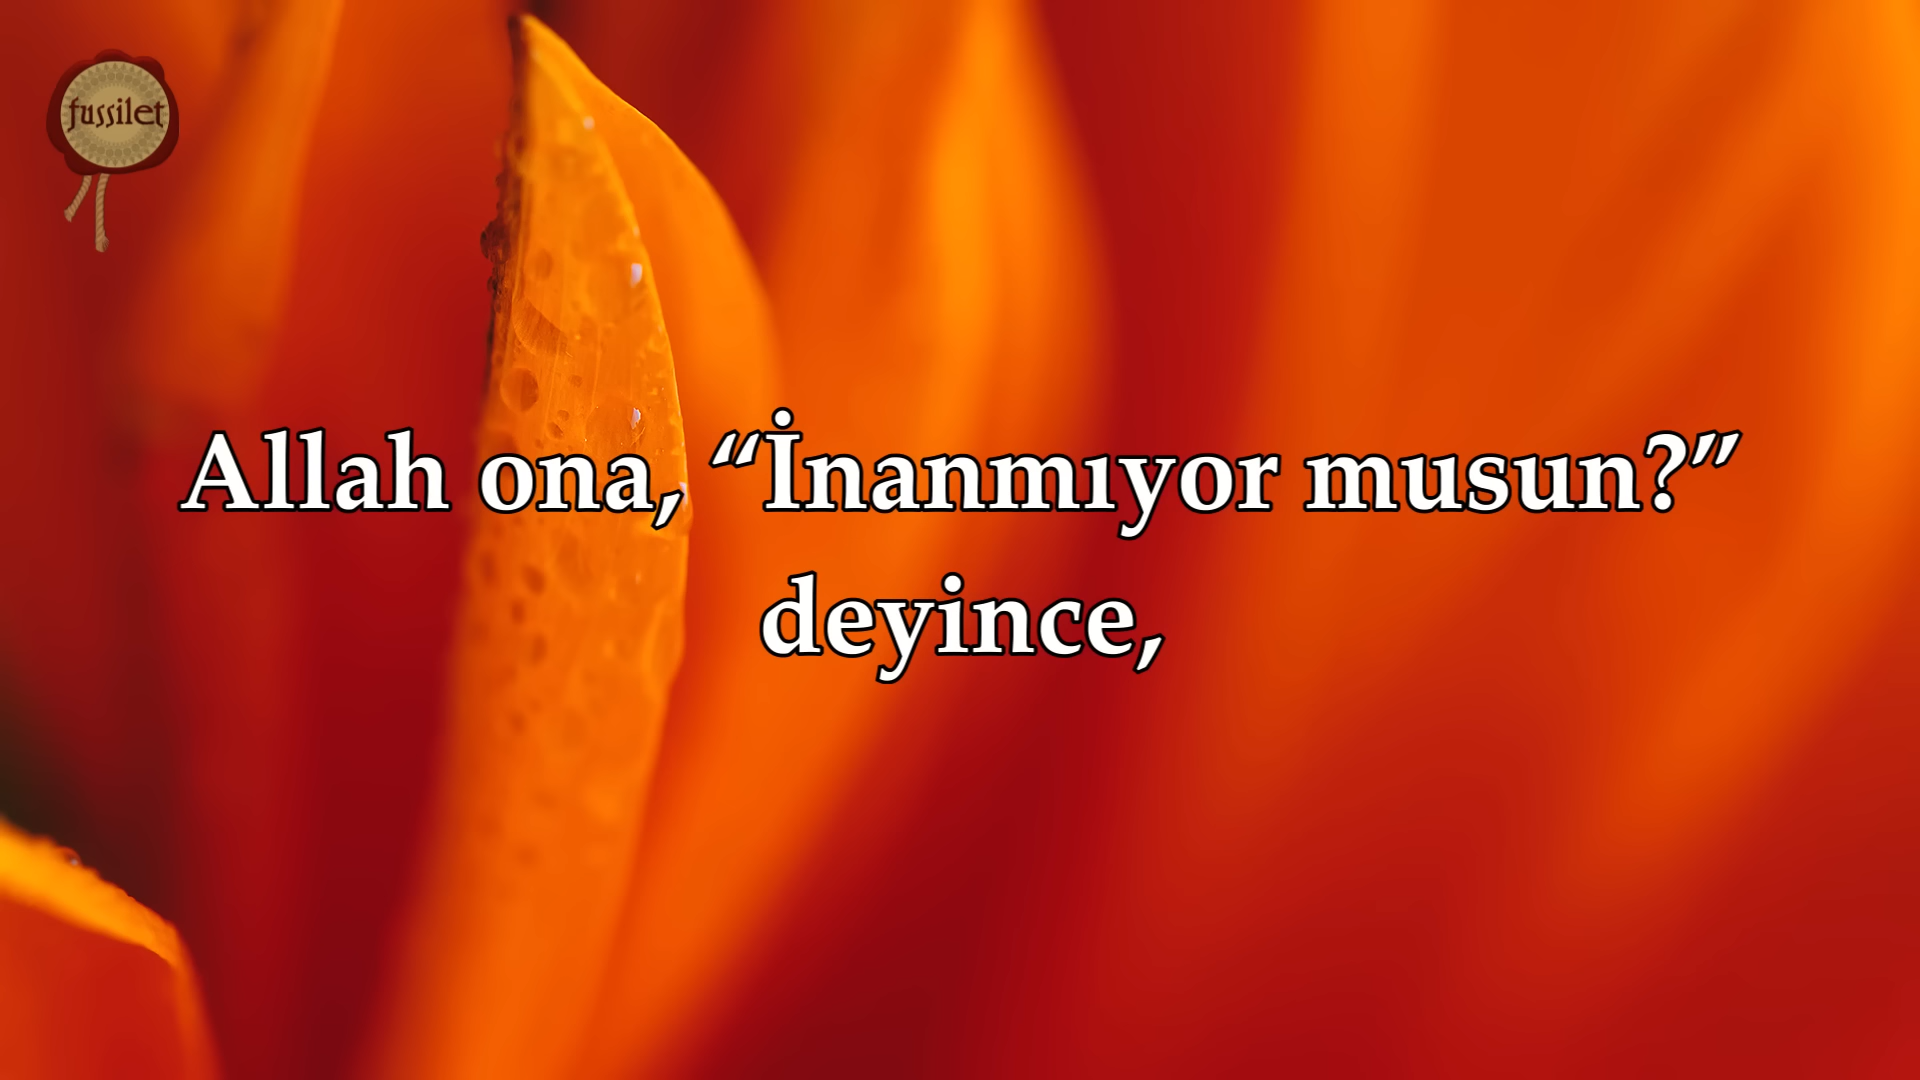 fussilet
Allah ona, “İnanmıyor musun?”
deyince,